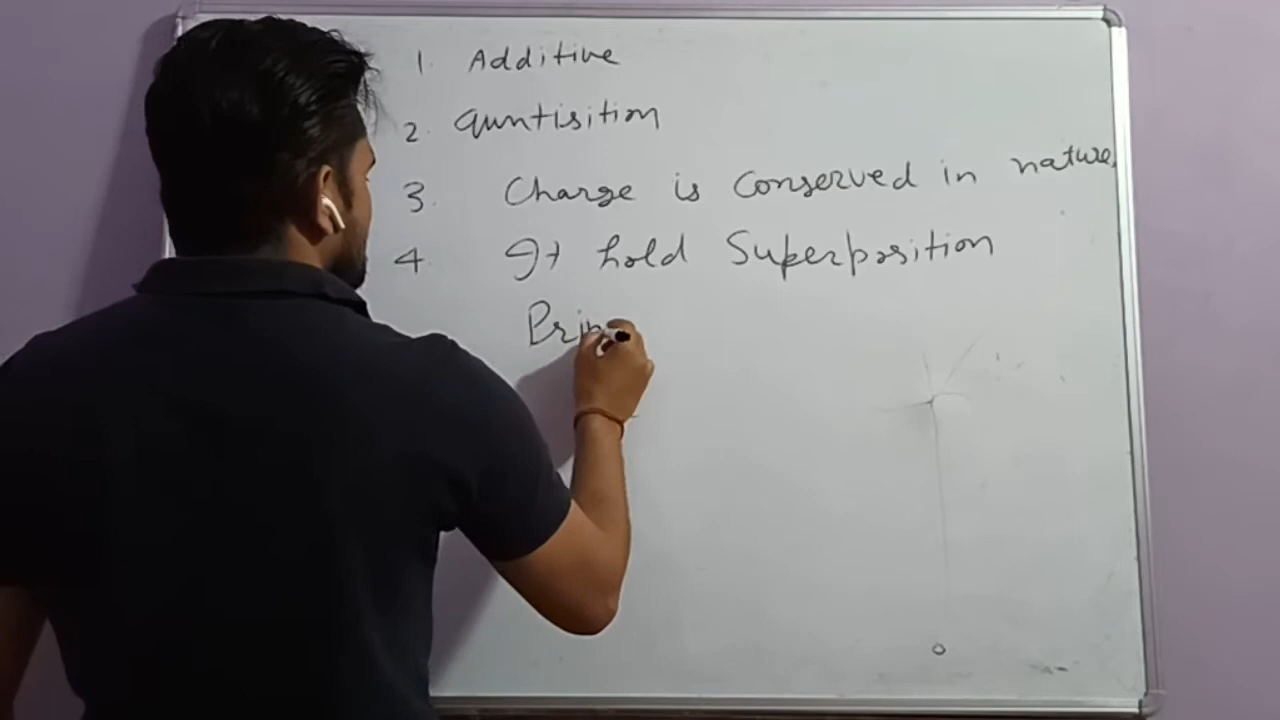 1. Additive
2. Quntisition
3. Charge is Conserved in nature.
4. It hold Superposition
Prin